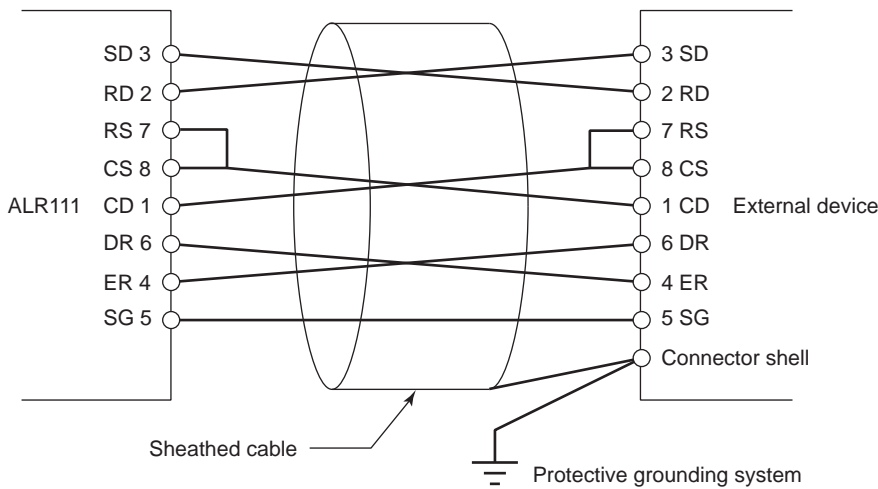 SD 3
3 SD
RD 2
2 RD
RS 7
7 RS
CS 8
8 CS
ALR111
CD 1
1 CD
External device
DR 6
6 DR
ER 4
4 ER
SG 5
5 SG
Connector shell
Sheathed cable
Protective grounding system